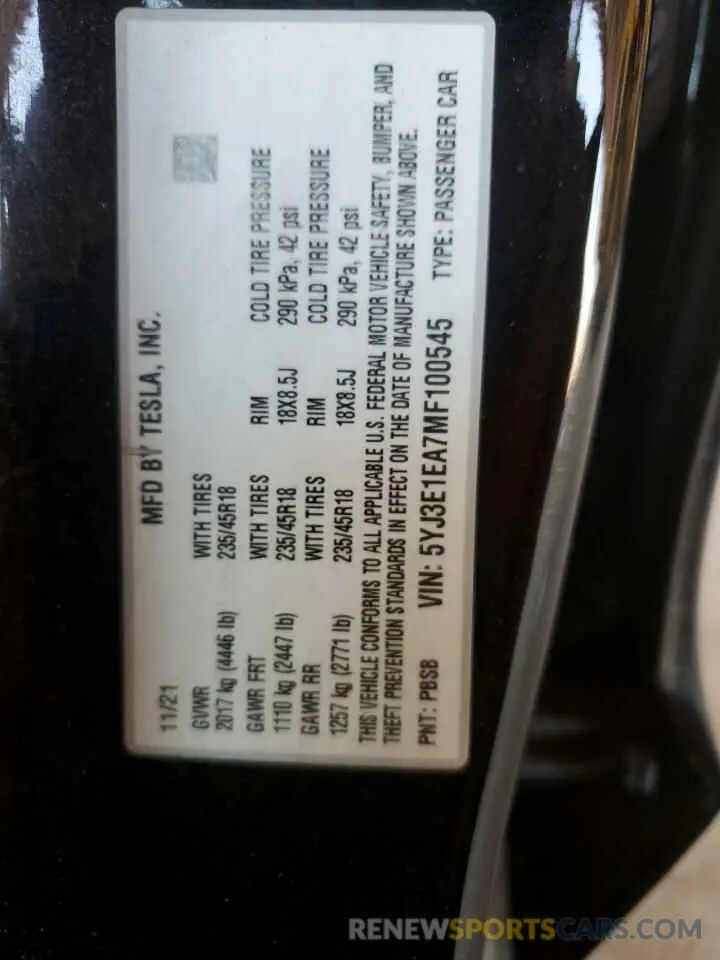 MFD BY TESLA, INC.
11/21
GVWR WITH TIRES
2017 kg (4446 lb) 235/45R18
GAWR FRT WITH TIRES RIM COLD TIRE PRESSURE
1110 kg (2447 lb) 235/45R18 18X8.5J 290 kPa, 42 psi
GAWR RR WITH TIRES RIM COLD TIRE PRESSURE
1257 kg (2771 lb) 235/45R18 18X8.5J 290 kPa, 42 psi
THIS VEHICLE CONFORMS TO ALL APPLICABLE U.S. FEDERAL MOTOR VEHICLE SAFETY, BUMPER, AND
THEFT PREVENTION STANDARDS IN EFFECT ON THE DATE OF MANUFACTURE SHOWN ABOVE.
PNT: PBSB VIN: 5YJ3E1EA7MF100545 TYPE: PASSENGER CAR
RENEWSPORTSCARS.COM